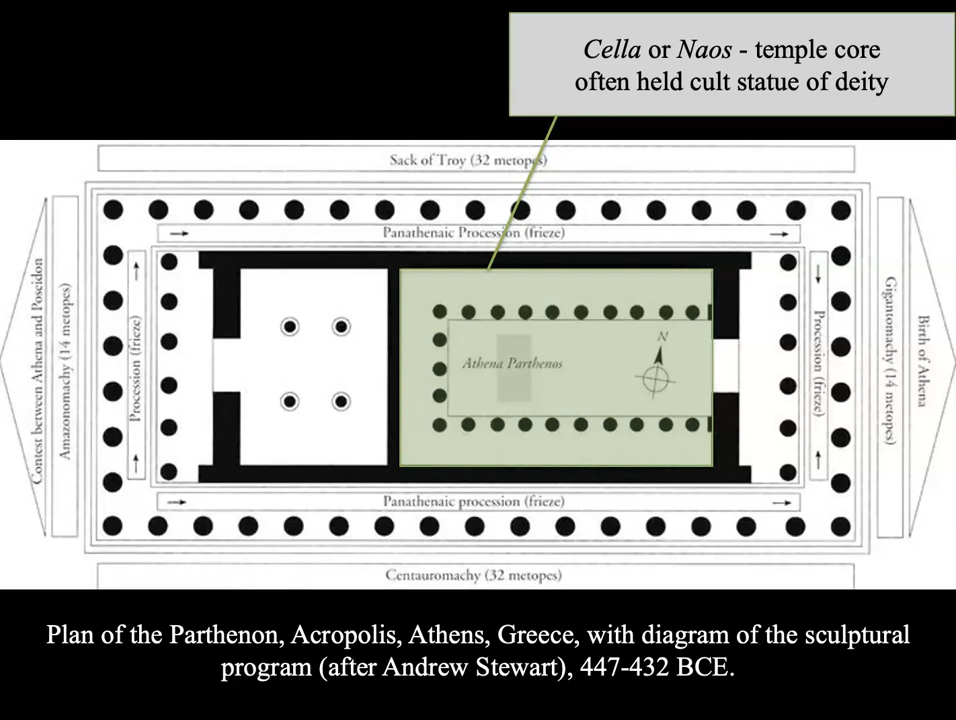 Cella or Naos - temple core
often held cult statue of deity
Sack of Troy (32 metopes)
Panathenaic Procession (frieze)
Contest between Athena and Poseidon
Amazonomachy (14 metopes)
Procession (frieze)
Athena Parthenos
N
Procession (frieze)
Gigantomachy (14 metopes)
Birth of Athena
Panathenaic procession (frieze)
Centauromachy (32 metopes)
Plan of the Parthenon, Acropolis, Athens, Greece, with diagram of the sculptural
program (after Andrew Stewart), 447-432 BCE.